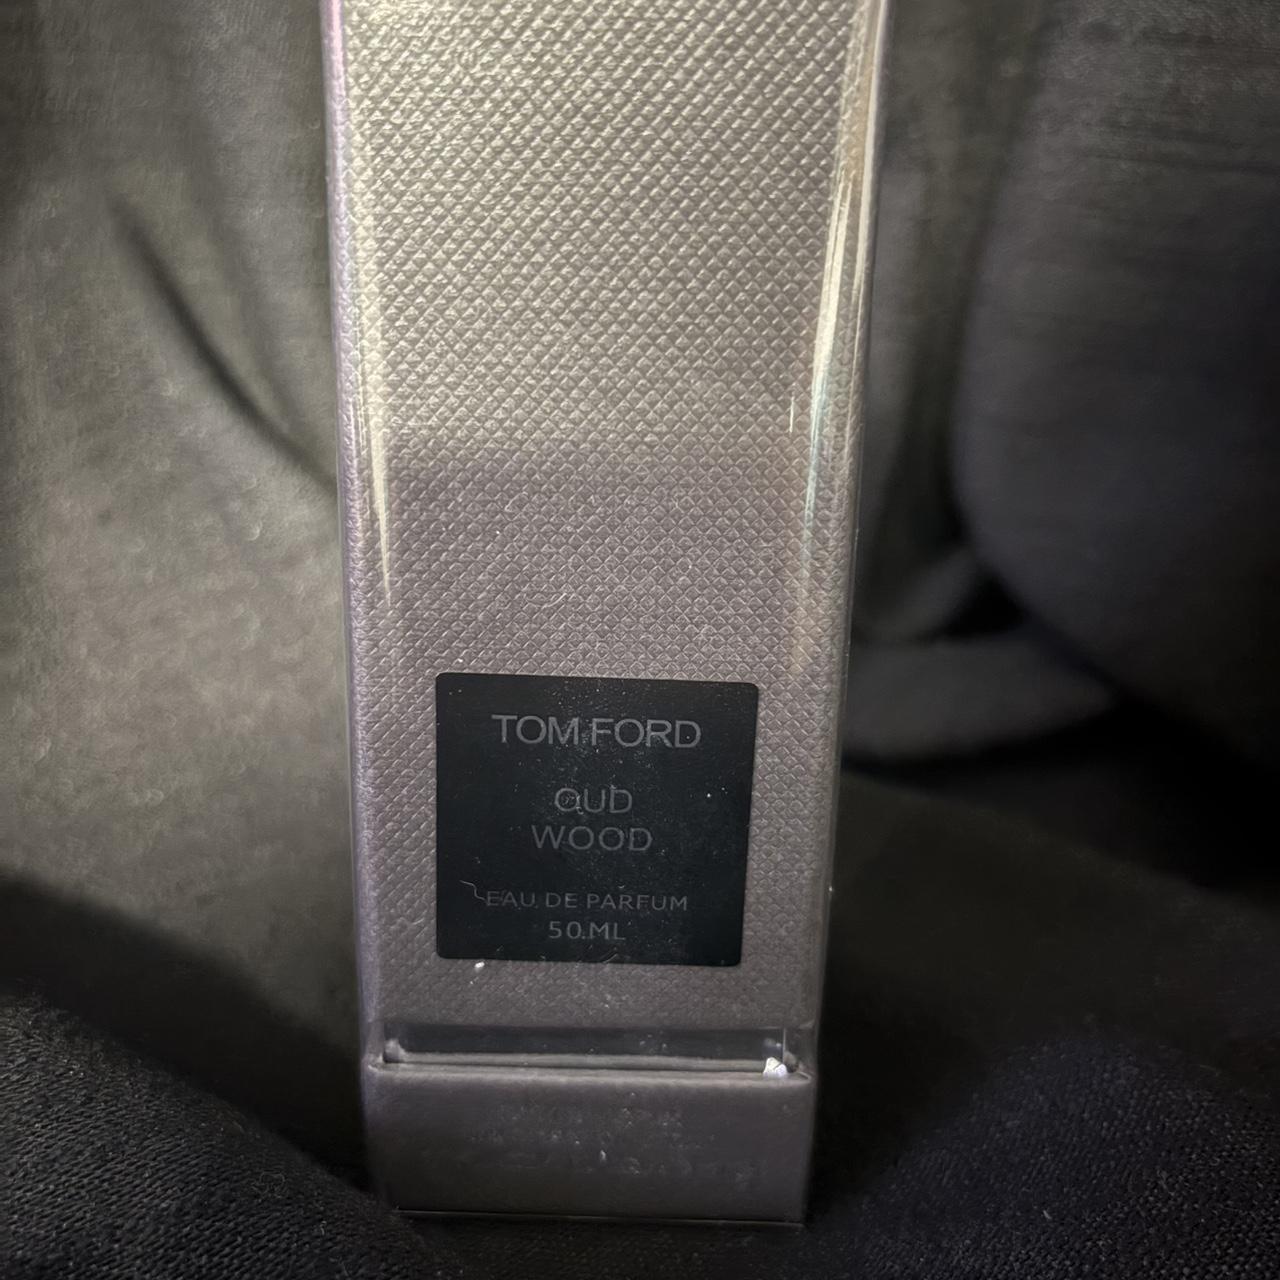 TOM FORD
OUD
WOOD
EAU DE PARFUM
50.ML